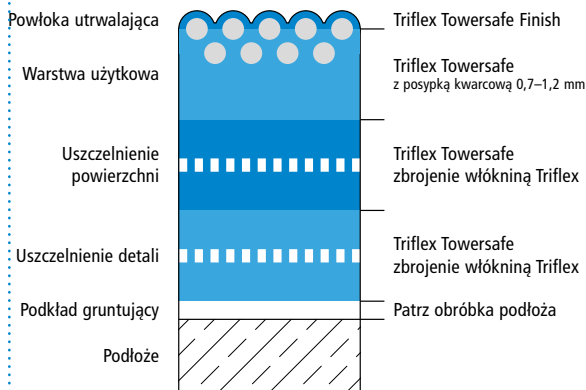 Powłoka utrwalająca
Triflex Towersafe Finish
Warstwa użytkowa
Triflex Towersafe
z posypką kwarcową 0,7–1,2 mm
Uszczelnienie
powierzchni
Triflex Towersafe
zbrojenie włókniną Triflex
Uszczelnienie detali
Triflex Towersafe
zbrojenie włókniną Triflex
Podkład gruntujący
Patrz obróbka podłoża
Podłoże